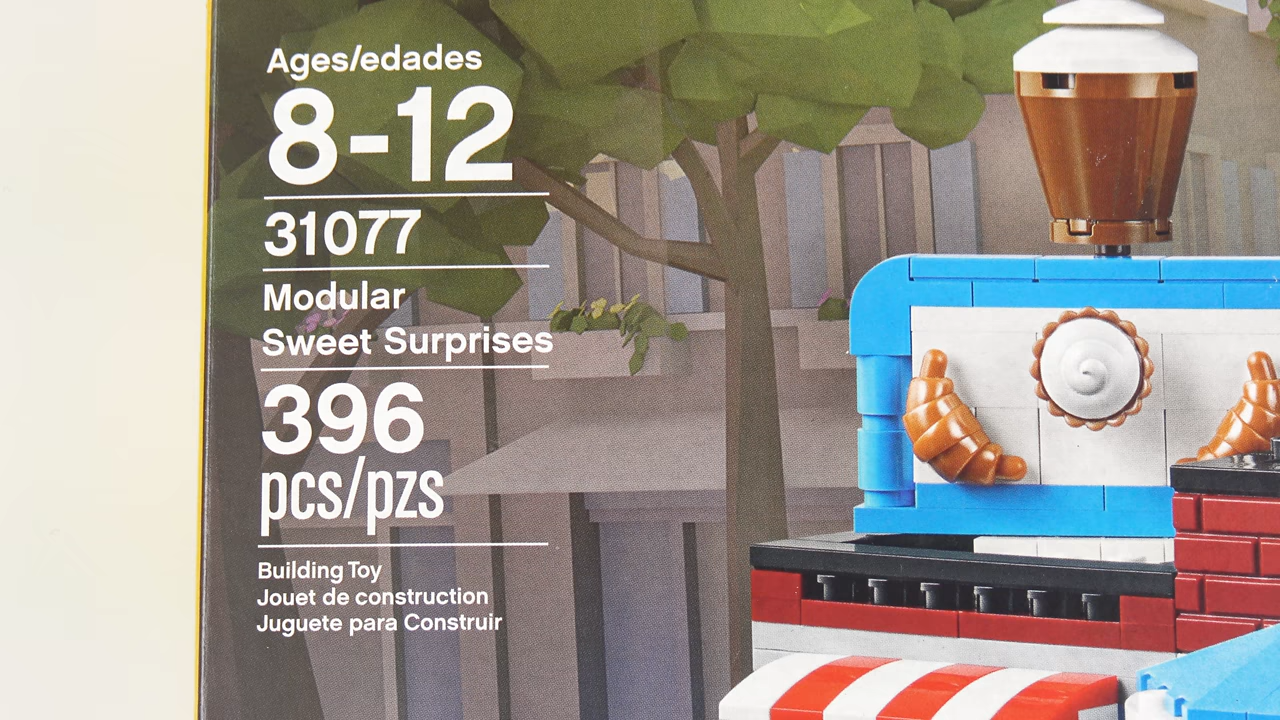 Ages/edades
8-12
31077
Modular
Sweet Surprises
396
pcs/pzs
Building Toy
Jouet de construction
Juguete para Construir